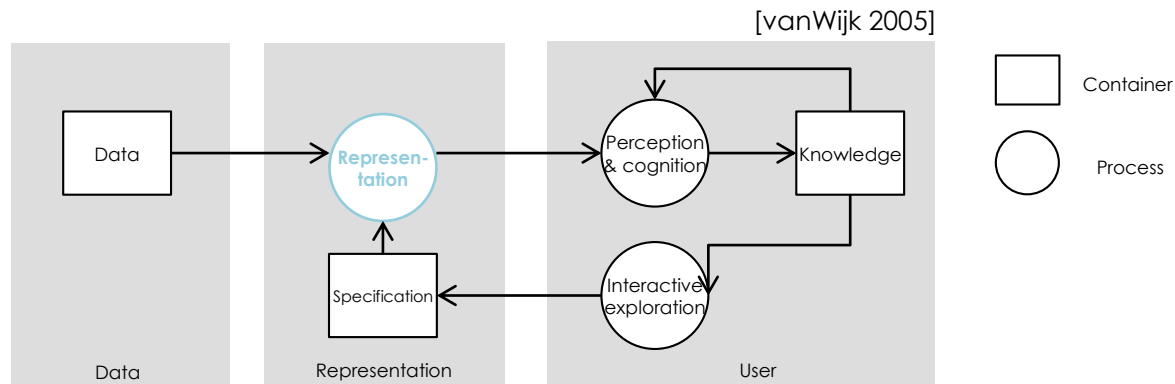 [vanWijk 2005]
Data
Represen-
tation
Perception
& cognition
Knowledge
Specification
Interactive
exploration
Data
Representation
User
Container
Process